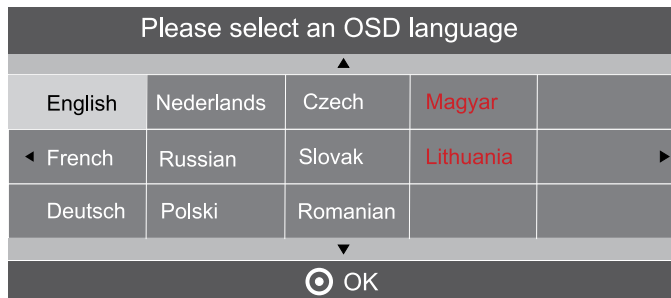 Please select an OSD language
English Nederlands Czech Magyar
French Russian Slovak Lithuania
Deutsch Polski Romanian
OK